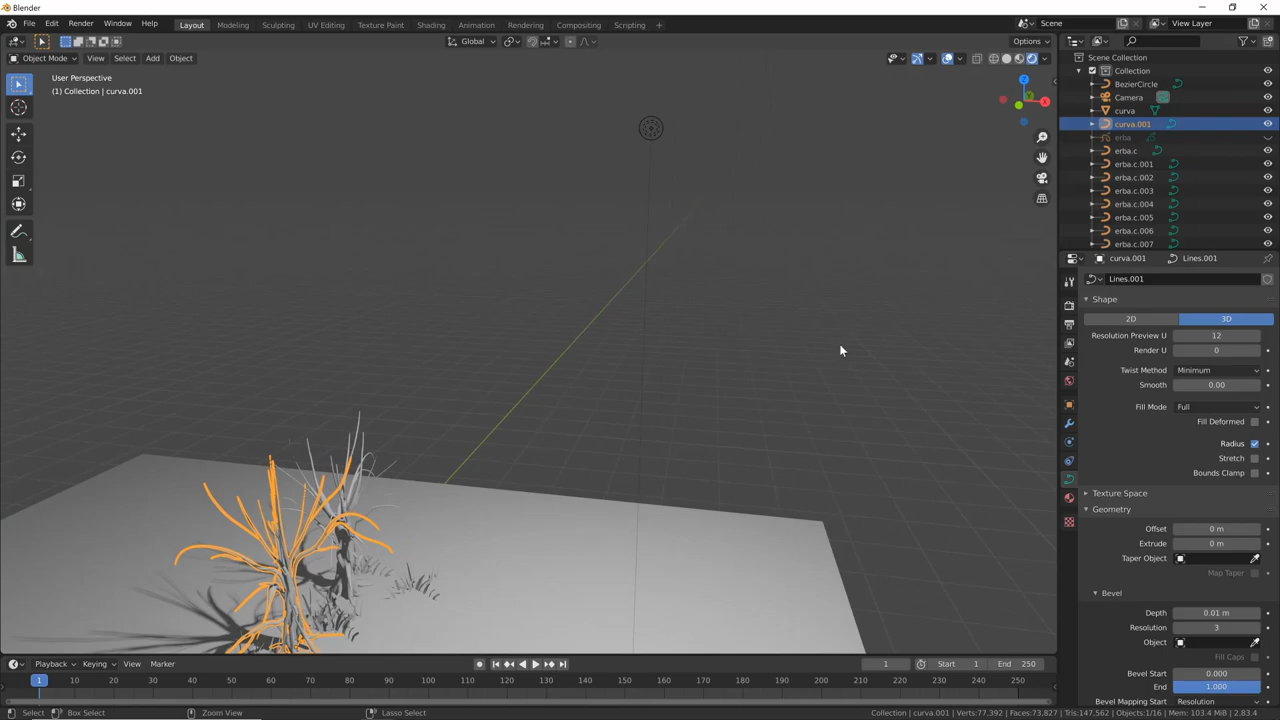 Blender
File Edit Render Window Help Layout Modeling Sculpting UV Editing Texture Paint Shading Animation Rendering Compositing Scripting + Scene View Layer
Global Options
Object Mode View Select Add Object
User Perspective
(1) Collection | curva.001
X
Scene Collection
Collection
BezierCircle
Camera
curva
curva.001
erba
erba.c
erba.c.001
erba.c.002
erba.c.003
erba.c.004
erba.c.005
erba.c.006
erba.c.007
curva.001 Lines.001
Lines.001
Shape
2D 3D
Resolution Preview U 12
Render U 0
Twist Method Minimum
Smooth 0.00
Fill Mode Full
Fill Deformed
Radius
Stretch
Bounds Clamp
Texture Space
Geometry
Offset 0 m
Extrude 0 m
Taper Object
Map Taper
Bevel
Depth 0.01 m
Resolution 3
Object
Fill Caps
Bevel Start 0.000
End 1.000
Bevel Mapping Start Resolution
Playback Keying View Marker 1 Start 1 End 250
1 10 20 30 40 50 60 70 80 90 100 110 120 130 140 150 160 170 180 190 200 210 220 230 240 250
Select Box Select Zoom View Lasso Select Collection | curva.001 | Verts:77,392 | Faces:73,827 | Tris:147,562 | Objects:1/16 | Mem: 103.4 MiB | 2.83.4